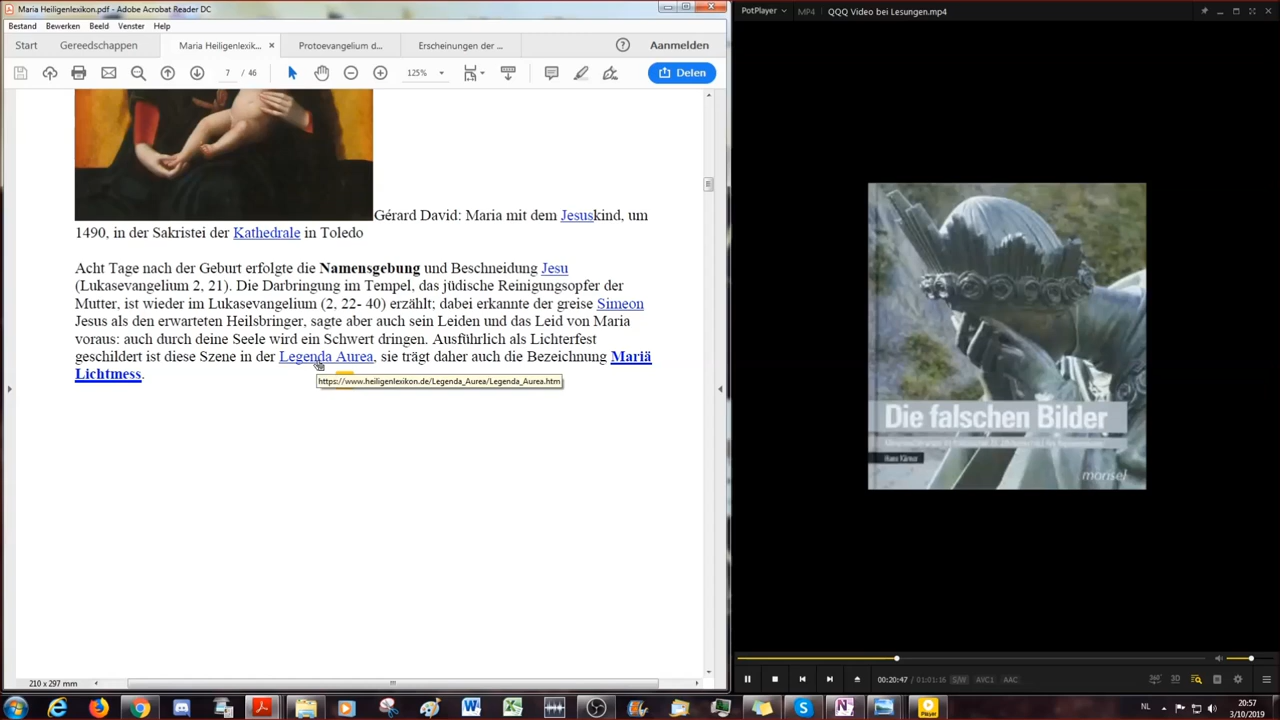 Maria Heiligenlexikon.pdf - Adobe Acrobat Reader DC
Bestand Bewerken Beeld Venster Help
Start Gereedschappen Maria Heiligenlexik... × Protoevangelium d... Erscheinungen der ... Aanmelden
7 / 46 125% Delen
Gérard David: Maria mit dem Jesuskind, um
1490, in der Sakristei der Kathedrale in Toledo
Acht Tage nach der Geburt erfolgte die Namensgebung und Beschneidung Jesu
(Lukasevangelium 2, 21). Die Darbringung im Tempel, das jüdische Reinigungsopfer der
Mutter, ist wieder im Lukasevangelium (2, 22- 40) erzählt; dabei erkannte der greise Simeon
Jesus als den erwarteten Heilsbringer, sagte aber auch sein Leiden und das Leid von Maria
voraus: auch durch deine Seele wird ein Schwert dringen. Ausführlich als Lichterfest
geschildert ist diese Szene in der Legenda Aurea, sie trägt daher auch die Bezeichnung Mariä
Lichtmess.
https://www.heiligenlexikon.de/Legenda_Aurea/Legenda_Aurea.htm
210 x 297 mm
PotPlayer MP4 QQQ Video bei Lesungen.mp4
Die falschen Bilder
Hans Körner
morisel
00:20:47 / 01:01:16 S/W AVC1 AAC
360° 3D
NL 20:57
3/10/2019